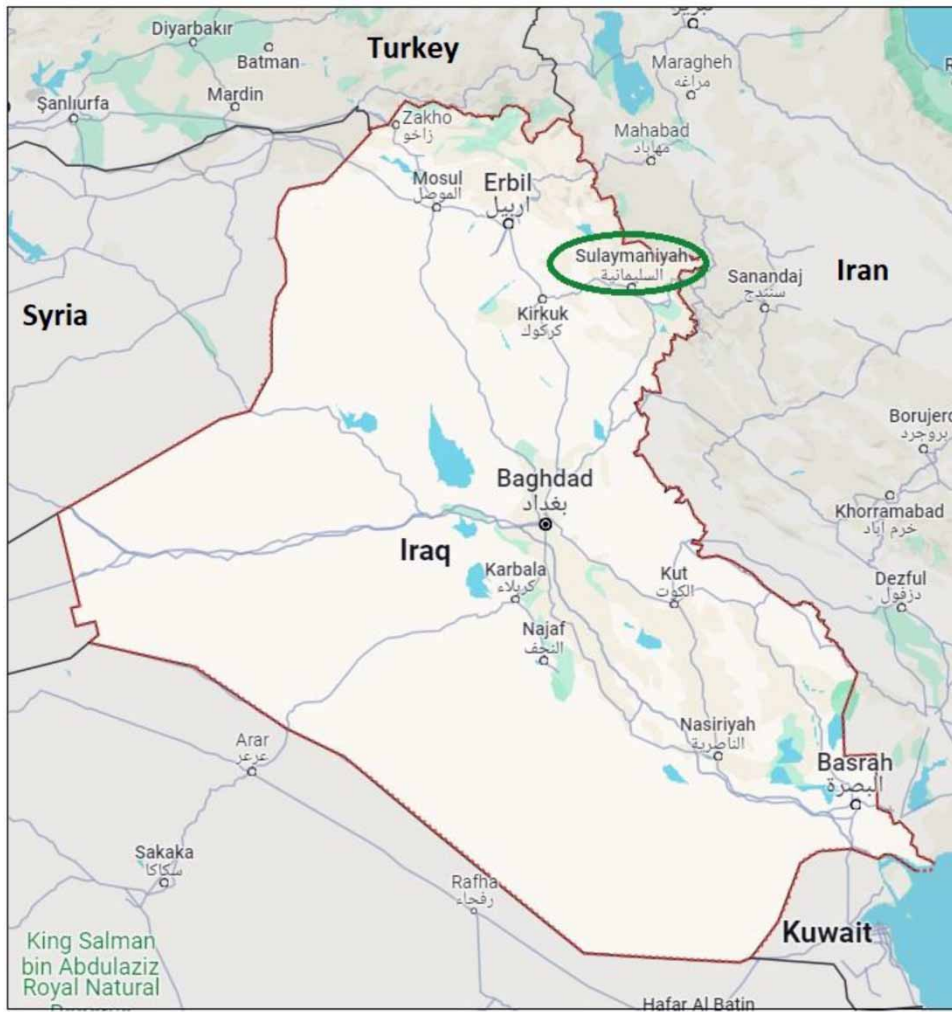 تبریز
Diyarbakır
Turkey
Batman
Maragheh
مراغه
Şanlıurfa
Mardin
Zakho
زاخو
Mahabad
مهاباد
Mosul
الموصل
Erbil
اربيل
Sulaymaniyah
السليمانية
Sanandaj
سنندج
Iran
Syria
Kirkuk
كركوك
Borujerd
بروجرد
Baghdad
بغداد
Khorramabad
خرم آباد
Iraq
Karbala
كربلاء
Kut
الكوت
Dezful
دزفول
Najaf
النجف
Nasiriyah
الناصرية
Arar
عرعر
Basrah
البصرة
Sakaka
سكاكا
Rafha
رفحاء
King Salman
bin Abdulaziz
Royal Natural
Kuwait
Hafar Al Batin